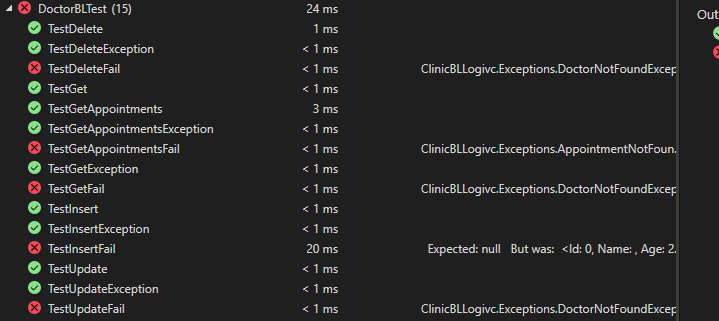 DoctorBLTest (15) 24 ms Out
TestDelete 1 ms
TestDeleteException < 1 ms
TestDeleteFail < 1 ms ClinicBLLogivc.Exceptions.DoctorNotFoundExcep
TestGet < 1 ms
TestGetAppointments 3 ms
TestGetAppointmentsException < 1 ms
TestGetAppointmentsFail < 1 ms ClinicBLLogivc.Exceptions.AppointmentNotFoun.
TestGetException < 1 ms
TestGetFail < 1 ms ClinicBLLogivc.Exceptions.DoctorNotFoundExcep
TestInsert < 1 ms
TestInsertException < 1 ms
TestInsertFail 20 ms Expected: null But was: <Id: 0, Name: , Age: 2.
TestUpdate < 1 ms
TestUpdateException < 1 ms
TestUpdateFail < 1 ms ClinicBLLogivc.Exceptions.DoctorNotFoundExcep